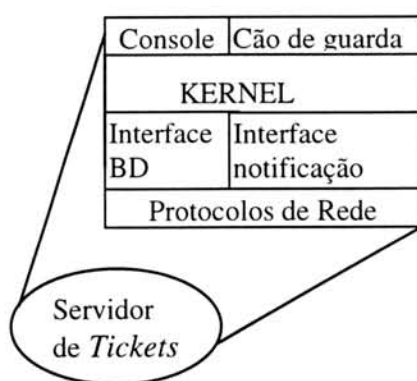 Console Cão de guarda
KERNEL
Interface BD
Interface notificação
Protocolos de Rede
Servidor
de Tickets